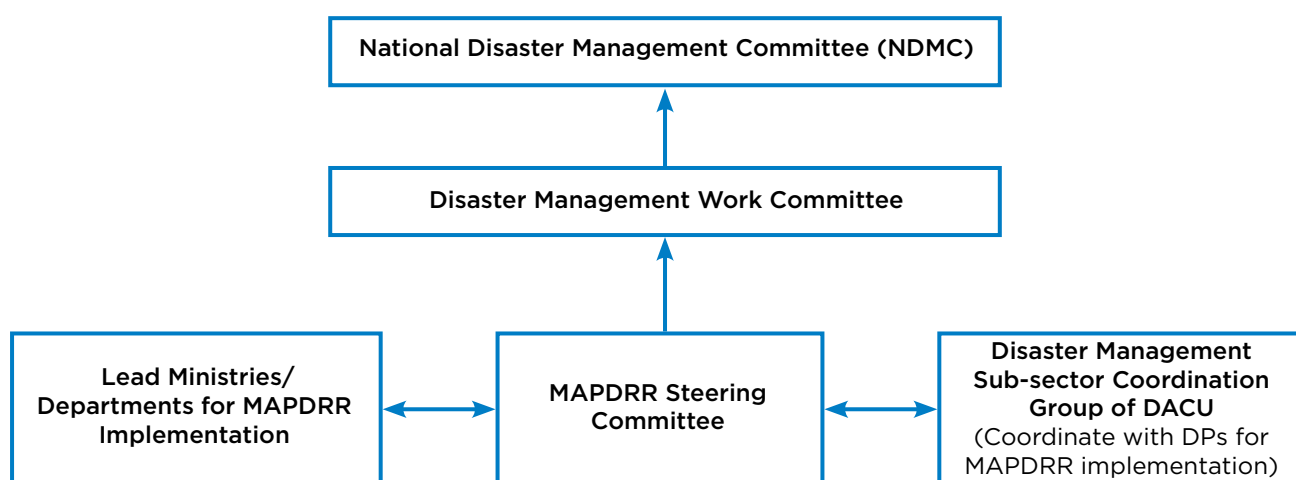 National Disaster Management Committee (NDMC)
Disaster Management Work Committee
Lead Ministries/
Departments for MAPDRR
Implementation
MAPDRR Steering
Committee
Disaster Management
Sub-sector Coordination
Group of DACU
(Coordinate with DPs for
MAPDRR implementation)